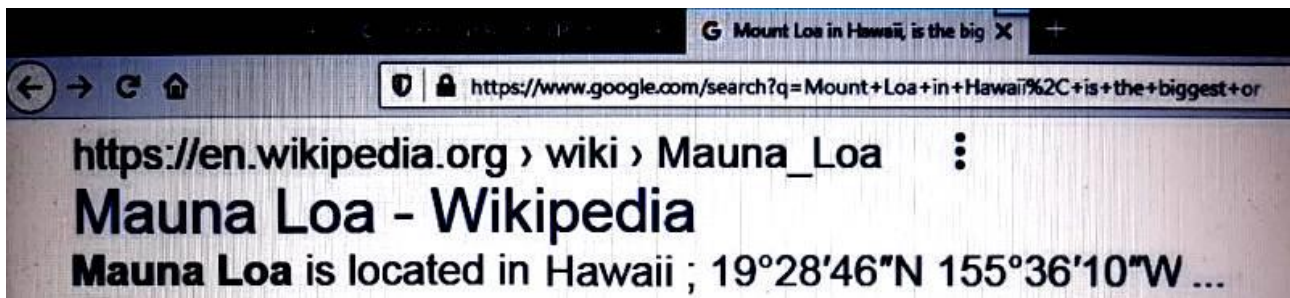 G Mount Loa in Hawaii, is the big
https://www.google.com/search?q=Mount+Loa+in+Hawaii%2C+is+the+biggest+or
https://en.wikipedia.org › wiki › Mauna_Loa
Mauna Loa - Wikipedia
Mauna Loa is located in Hawaii ; 19°28′46″N 155°36′10″W ...